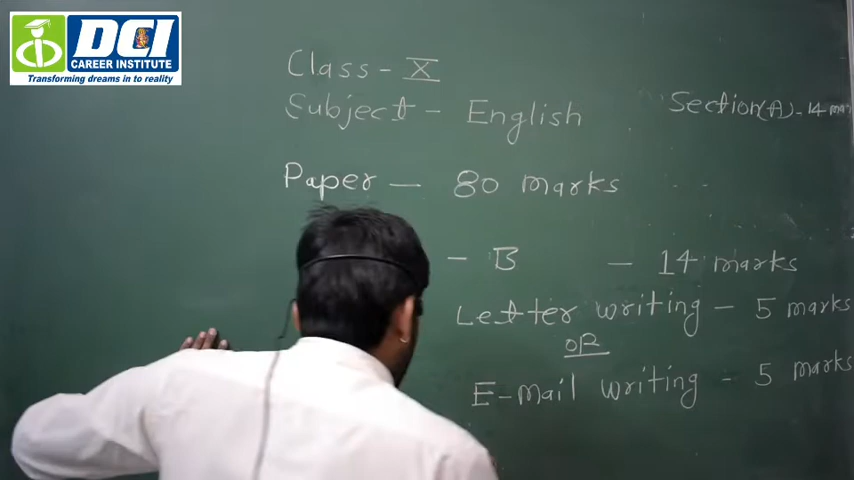 DCI
CAREER INSTITUTE
Transforming dreams in to reality
Class - X
Subject - English
Section(A) - 14
Paper - 80 marks
- B - 14 marks
Letter writing - 5 marks
OR
E-mail writing - 5 marks